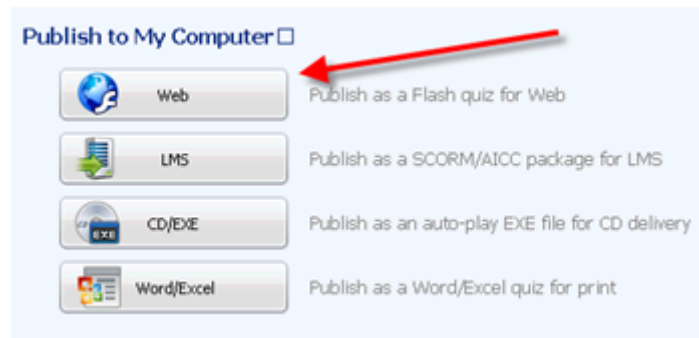 Publish to My Computer
Web Publish as a Flash quiz for Web
LMS Publish as a SCORM/AICC package for LMS
CD/EXE Publish as an auto-play EXE file for CD delivery
Word/Excel Publish as a Word/Excel quiz for print
EXE